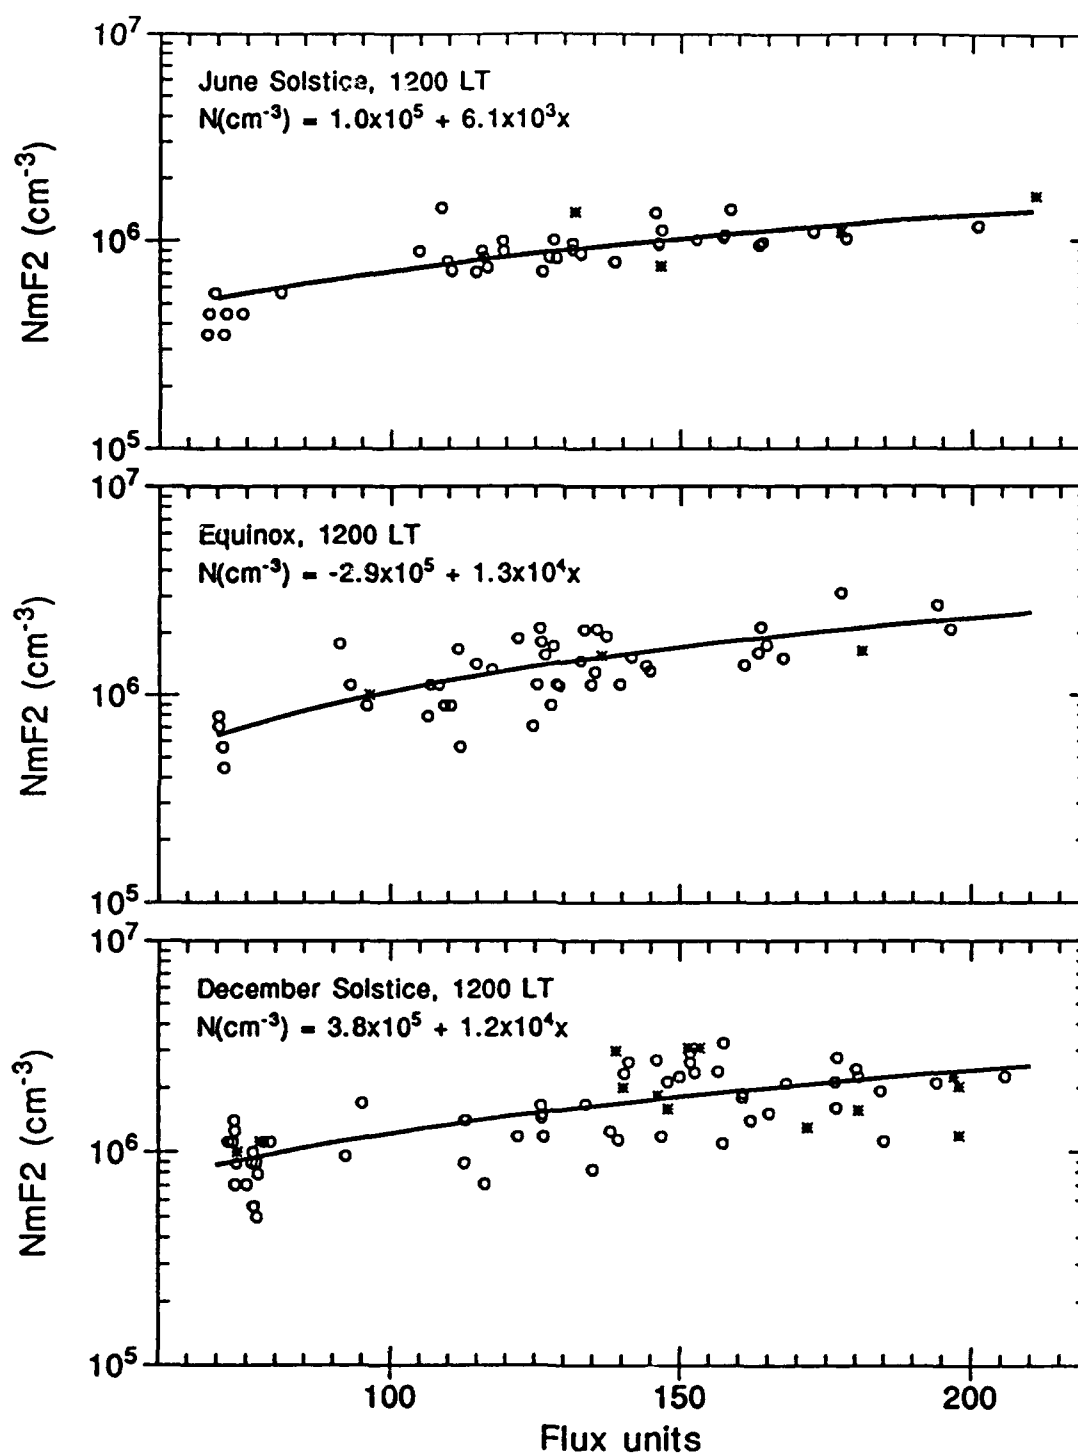 10⁷
June Solstice, 1200 LT
N(cm⁻³) = 1.0x10⁵ + 6.1x10³x
NmF2 (cm⁻³)
10⁶
10⁵
10⁷
Equinox, 1200 LT
N(cm⁻³) = -2.9x10⁵ + 1.3x10⁴x
NmF2 (cm⁻³)
10⁶
10⁵
10⁷
December Solstice, 1200 LT
N(cm⁻³) = 3.8x10⁵ + 1.2x10⁴x
NmF2 (cm⁻³)
10⁶
10⁵
100 150 200
Flux units